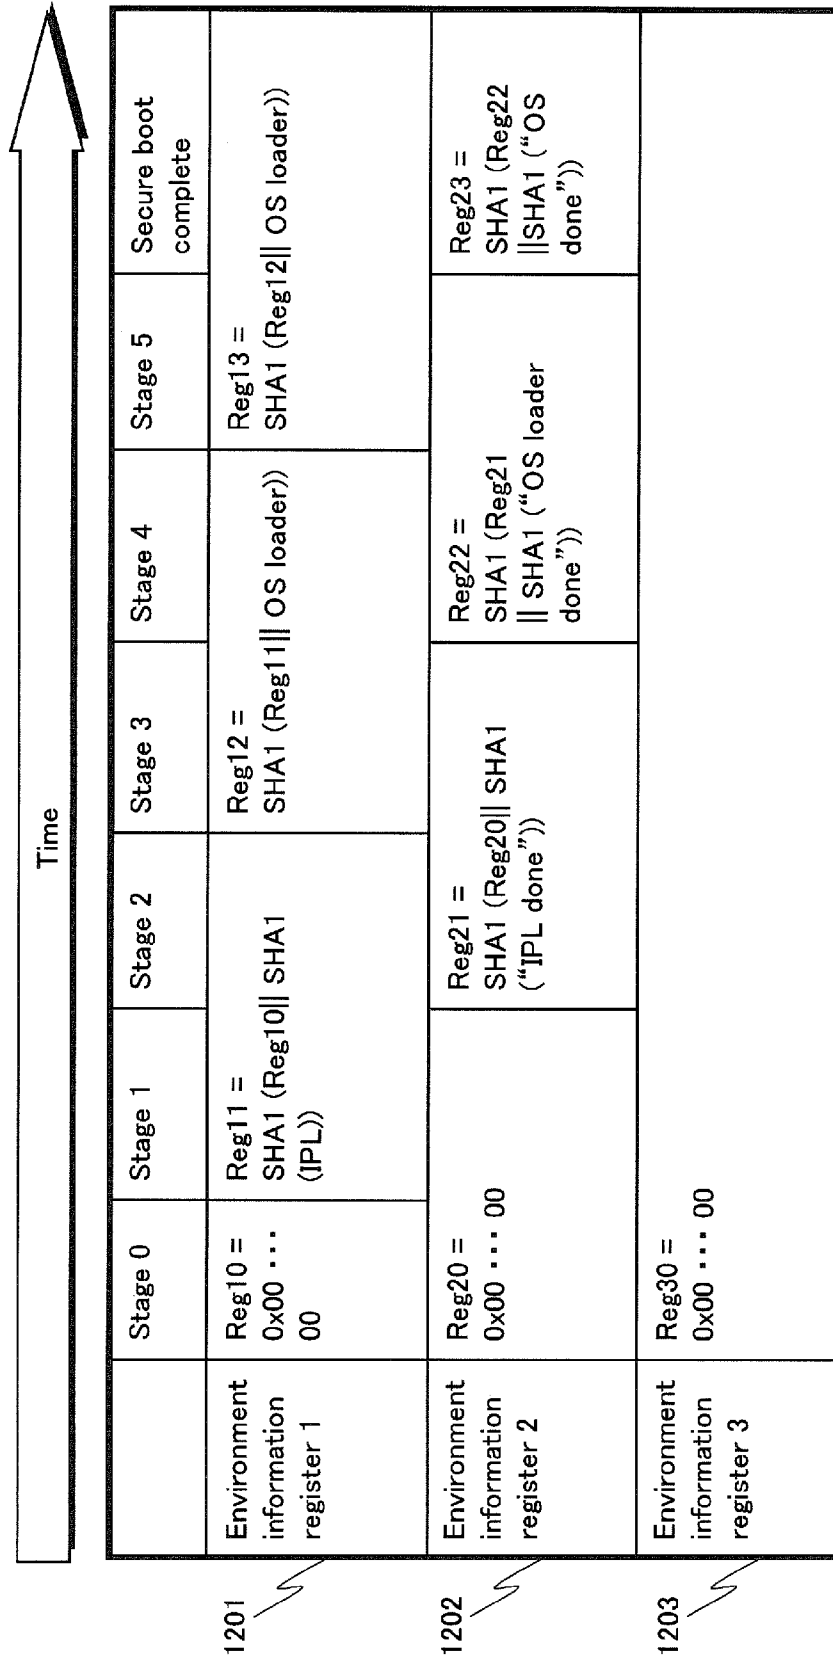 Time
Stage 0
Stage 1
Stage 2
Stage 3
Stage 4
Stage 5
Secure boot
complete
1201
Environment
information
register 1
Reg10 =
0x00 ･･･
00
Reg11 =
SHA1 (Reg10|| SHA1
(IPL))
Reg12 =
SHA1 (Reg11|| OS loader))
Reg13 =
SHA1 (Reg12|| OS loader))
1202
Environment
information
register 2
Reg20 =
0x00 ･･･ 00
Reg21 =
SHA1 (Reg20|| SHA1
(“IPL done”))
Reg22 =
SHA1 (Reg21
|| SHA1 (“OS loader
done”))
Reg23 =
SHA1 (Reg22
||SHA1 (“OS
done”))
1203
Environment
information
register 3
Reg30 =
0x00 ･･･ 00